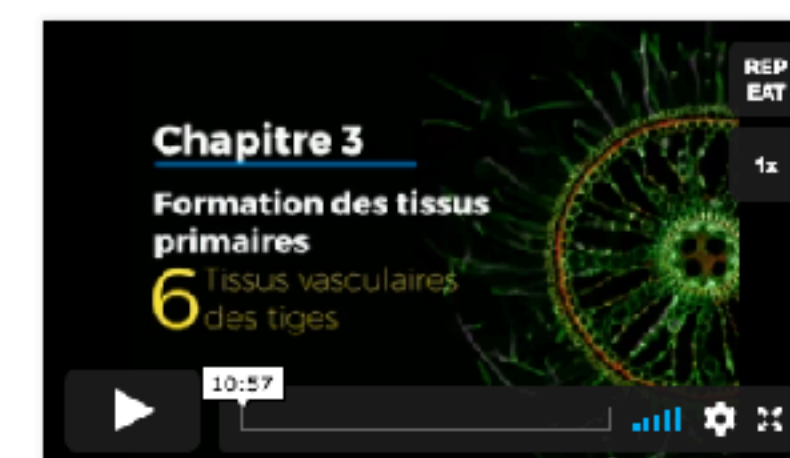 Chapitre 3
Formation des tissus
primaires
6 Tissus vasculaires
des tiges
REP
EAT
1x
10:57